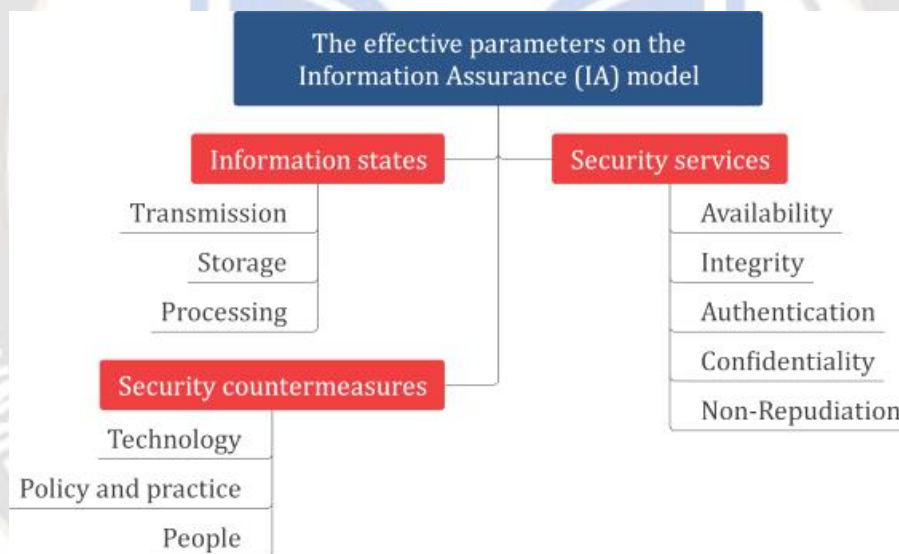 The effective parameters on the
Information Assurance (IA) model
Information states
Transmission
Storage
Processing
Security services
Availability
Integrity
Authentication
Confidentiality
Non-Repudiation
Security countermeasures
Technology
Policy and practice
People